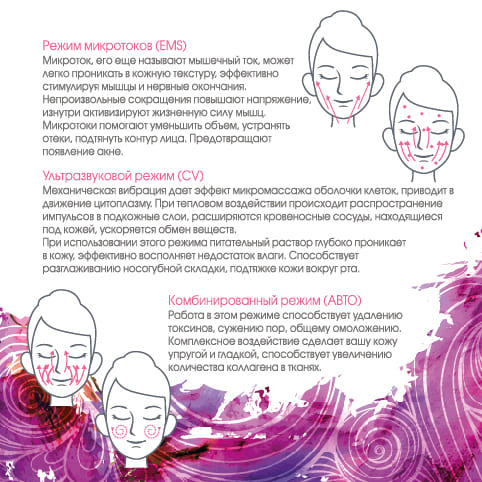 Режим микротоков (EMS)
Микроток, его еще называют мышечный ток, может
легко проникать в кожную текстуру, эффективно
стимулируя мышцы и нервные окончания.
Непроизвольные сокращения повышают напряжение,
изнутри активизируют жизненную силу мышц.
Микротоки помогают уменьшить объем, устранять
отеки, подтянуть контур лица. Предотвращают
появление акне.
Ультразвуковой режим (CV)
Механическая вибрация дает эффект микромассажа оболочки клеток, приводит в
движение цитоплазму. При тепловом воздействии происходит распространение
импульсов в подкожные слои, расширяются кровеносные сосуды, находящиеся
под кожей, ускоряется обмен веществ.
При использовании этого режима питательный раствор глубоко проникает
в кожу, эффективно восполняет недостаток влаги. Способствует
разглаживанию носогубной складки, подтяжке кожи вокруг рта.
Комбинированный режим (АВТО)
Работа в этом режиме способствует удалению
токсинов, сужению пор, общему омоложению.
Комплексное воздействие сделает вашу кожу
упругой и гладкой, способствует увеличению
количества коллагена в тканях.